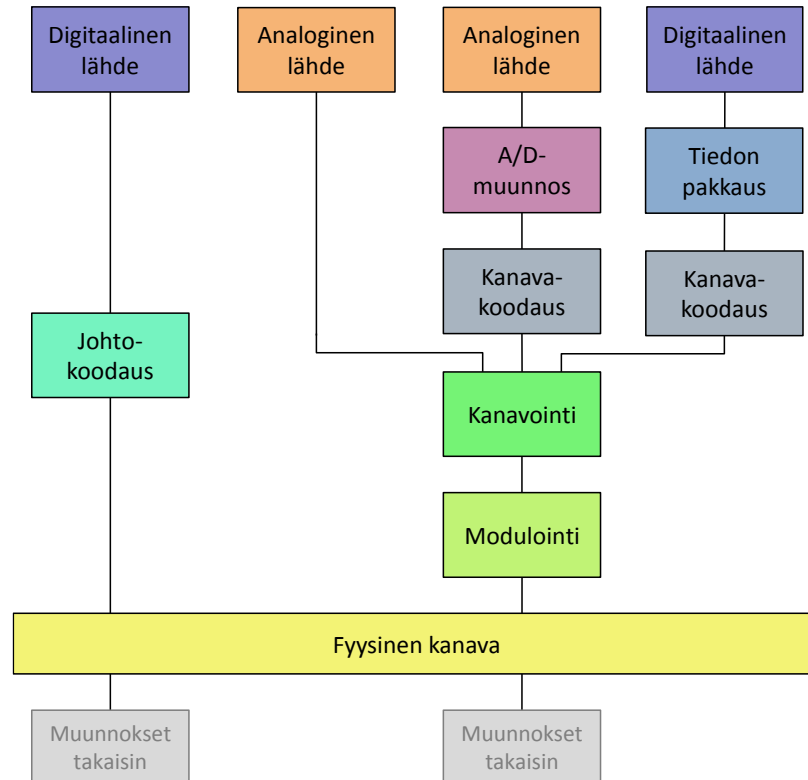 Digitaalinen
lähde
Analoginen
lähde
Analoginen
lähde
Digitaalinen
lähde
A/D-
muunnos
Tiedon
pakkaus
Kanava-
koodaus
Kanava-
koodaus
Johto-
koodaus
Kanavointi
Modulointi
Fyysinen kanava
Muunnokset
takaisin
Muunnokset
takaisin